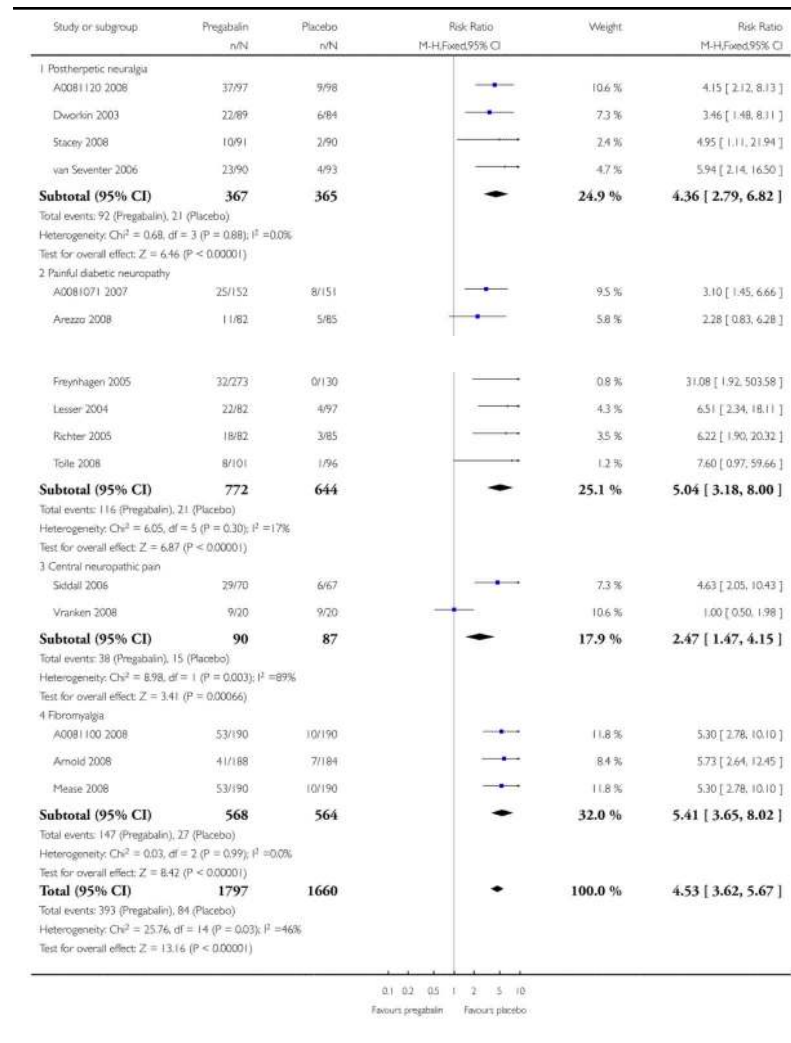 Study or subgroup Pregabalin Placebo Risk Ratio Weight Risk Ratio
n/N n/N M-H,Fixed,95% CI M-H,Fixed,95% CI
1 Postherpetic neuralgia
A0081120 2008 37/97 9/98 10.6 % 4.15 [ 2.12, 8.13 ]
Dworkin 2003 22/89 6/84 7.3 % 3.46 [ 1.48, 8.11 ]
Stacey 2008 10/91 2/90 2.4 % 4.95 [ 1.11, 21.94 ]
van Seventer 2006 23/90 4/93 4.7 % 5.94 [ 2.14, 16.50 ]
Subtotal (95% CI) 367 365 24.9 % 4.36 [ 2.79, 6.82 ]
Total events: 92 (Pregabalin), 21 (Placebo)
Heterogeneity: Chi² = 0.68, df = 3 (P = 0.88); I² =0.0%
Test for overall effect: Z = 6.46 (P < 0.00001)
2 Painful diabetic neuropathy
A0081071 2007 25/152 8/151 9.5 % 3.10 [ 1.45, 6.66 ]
Arezzo 2008 11/82 5/85 5.8 % 2.28 [ 0.83, 6.28 ]
Freynhagen 2005 32/273 0/130 0.8 % 31.08 [ 1.92, 503.58 ]
Lesser 2004 22/82 4/97 4.3 % 6.51 [ 2.34, 18.11 ]
Richter 2005 18/82 3/85 3.5 % 6.22 [ 1.90, 20.32 ]
Tolle 2008 8/101 1/96 1.2 % 7.60 [ 0.97, 59.66 ]
Subtotal (95% CI) 772 644 25.1 % 5.04 [ 3.18, 8.00 ]
Total events: 116 (Pregabalin), 21 (Placebo)
Heterogeneity: Chi² = 6.05, df = 5 (P = 0.30); I² =17%
Test for overall effect: Z = 6.87 (P < 0.00001)
3 Central neuropathic pain
Siddall 2006 29/70 6/67 7.3 % 4.63 [ 2.05, 10.43 ]
Vranken 2008 9/20 9/20 10.6 % 1.00 [ 0.50, 1.98 ]
Subtotal (95% CI) 90 87 17.9 % 2.47 [ 1.47, 4.15 ]
Total events: 38 (Pregabalin), 15 (Placebo)
Heterogeneity: Chi² = 8.98, df = 1 (P = 0.003); I² =89%
Test for overall effect: Z = 3.41 (P = 0.00066)
4 Fibromyalgia
A0081100 2008 53/190 10/190 11.8 % 5.30 [ 2.78, 10.10 ]
Arnold 2008 41/188 7/184 8.4 % 5.73 [ 2.64, 12.45 ]
Mease 2008 53/190 10/190 11.8 % 5.30 [ 2.78, 10.10 ]
Subtotal (95% CI) 568 564 32.0 % 5.41 [ 3.65, 8.02 ]
Total events: 147 (Pregabalin), 27 (Placebo)
Heterogeneity: Chi² = 0.03, df = 2 (P = 0.99); I² =0.0%
Test for overall effect: Z = 8.42 (P < 0.00001)
Total (95% CI) 1797 1660 100.0 % 4.53 [ 3.62, 5.67 ]
Total events: 393 (Pregabalin), 84 (Placebo)
Heterogeneity: Chi² = 25.76, df = 14 (P = 0.03); I² =46%
Test for overall effect: Z = 13.16 (P < 0.00001)
0.1 0.2 0.5 1 2 5 10
Favours pregabalin Favours placebo